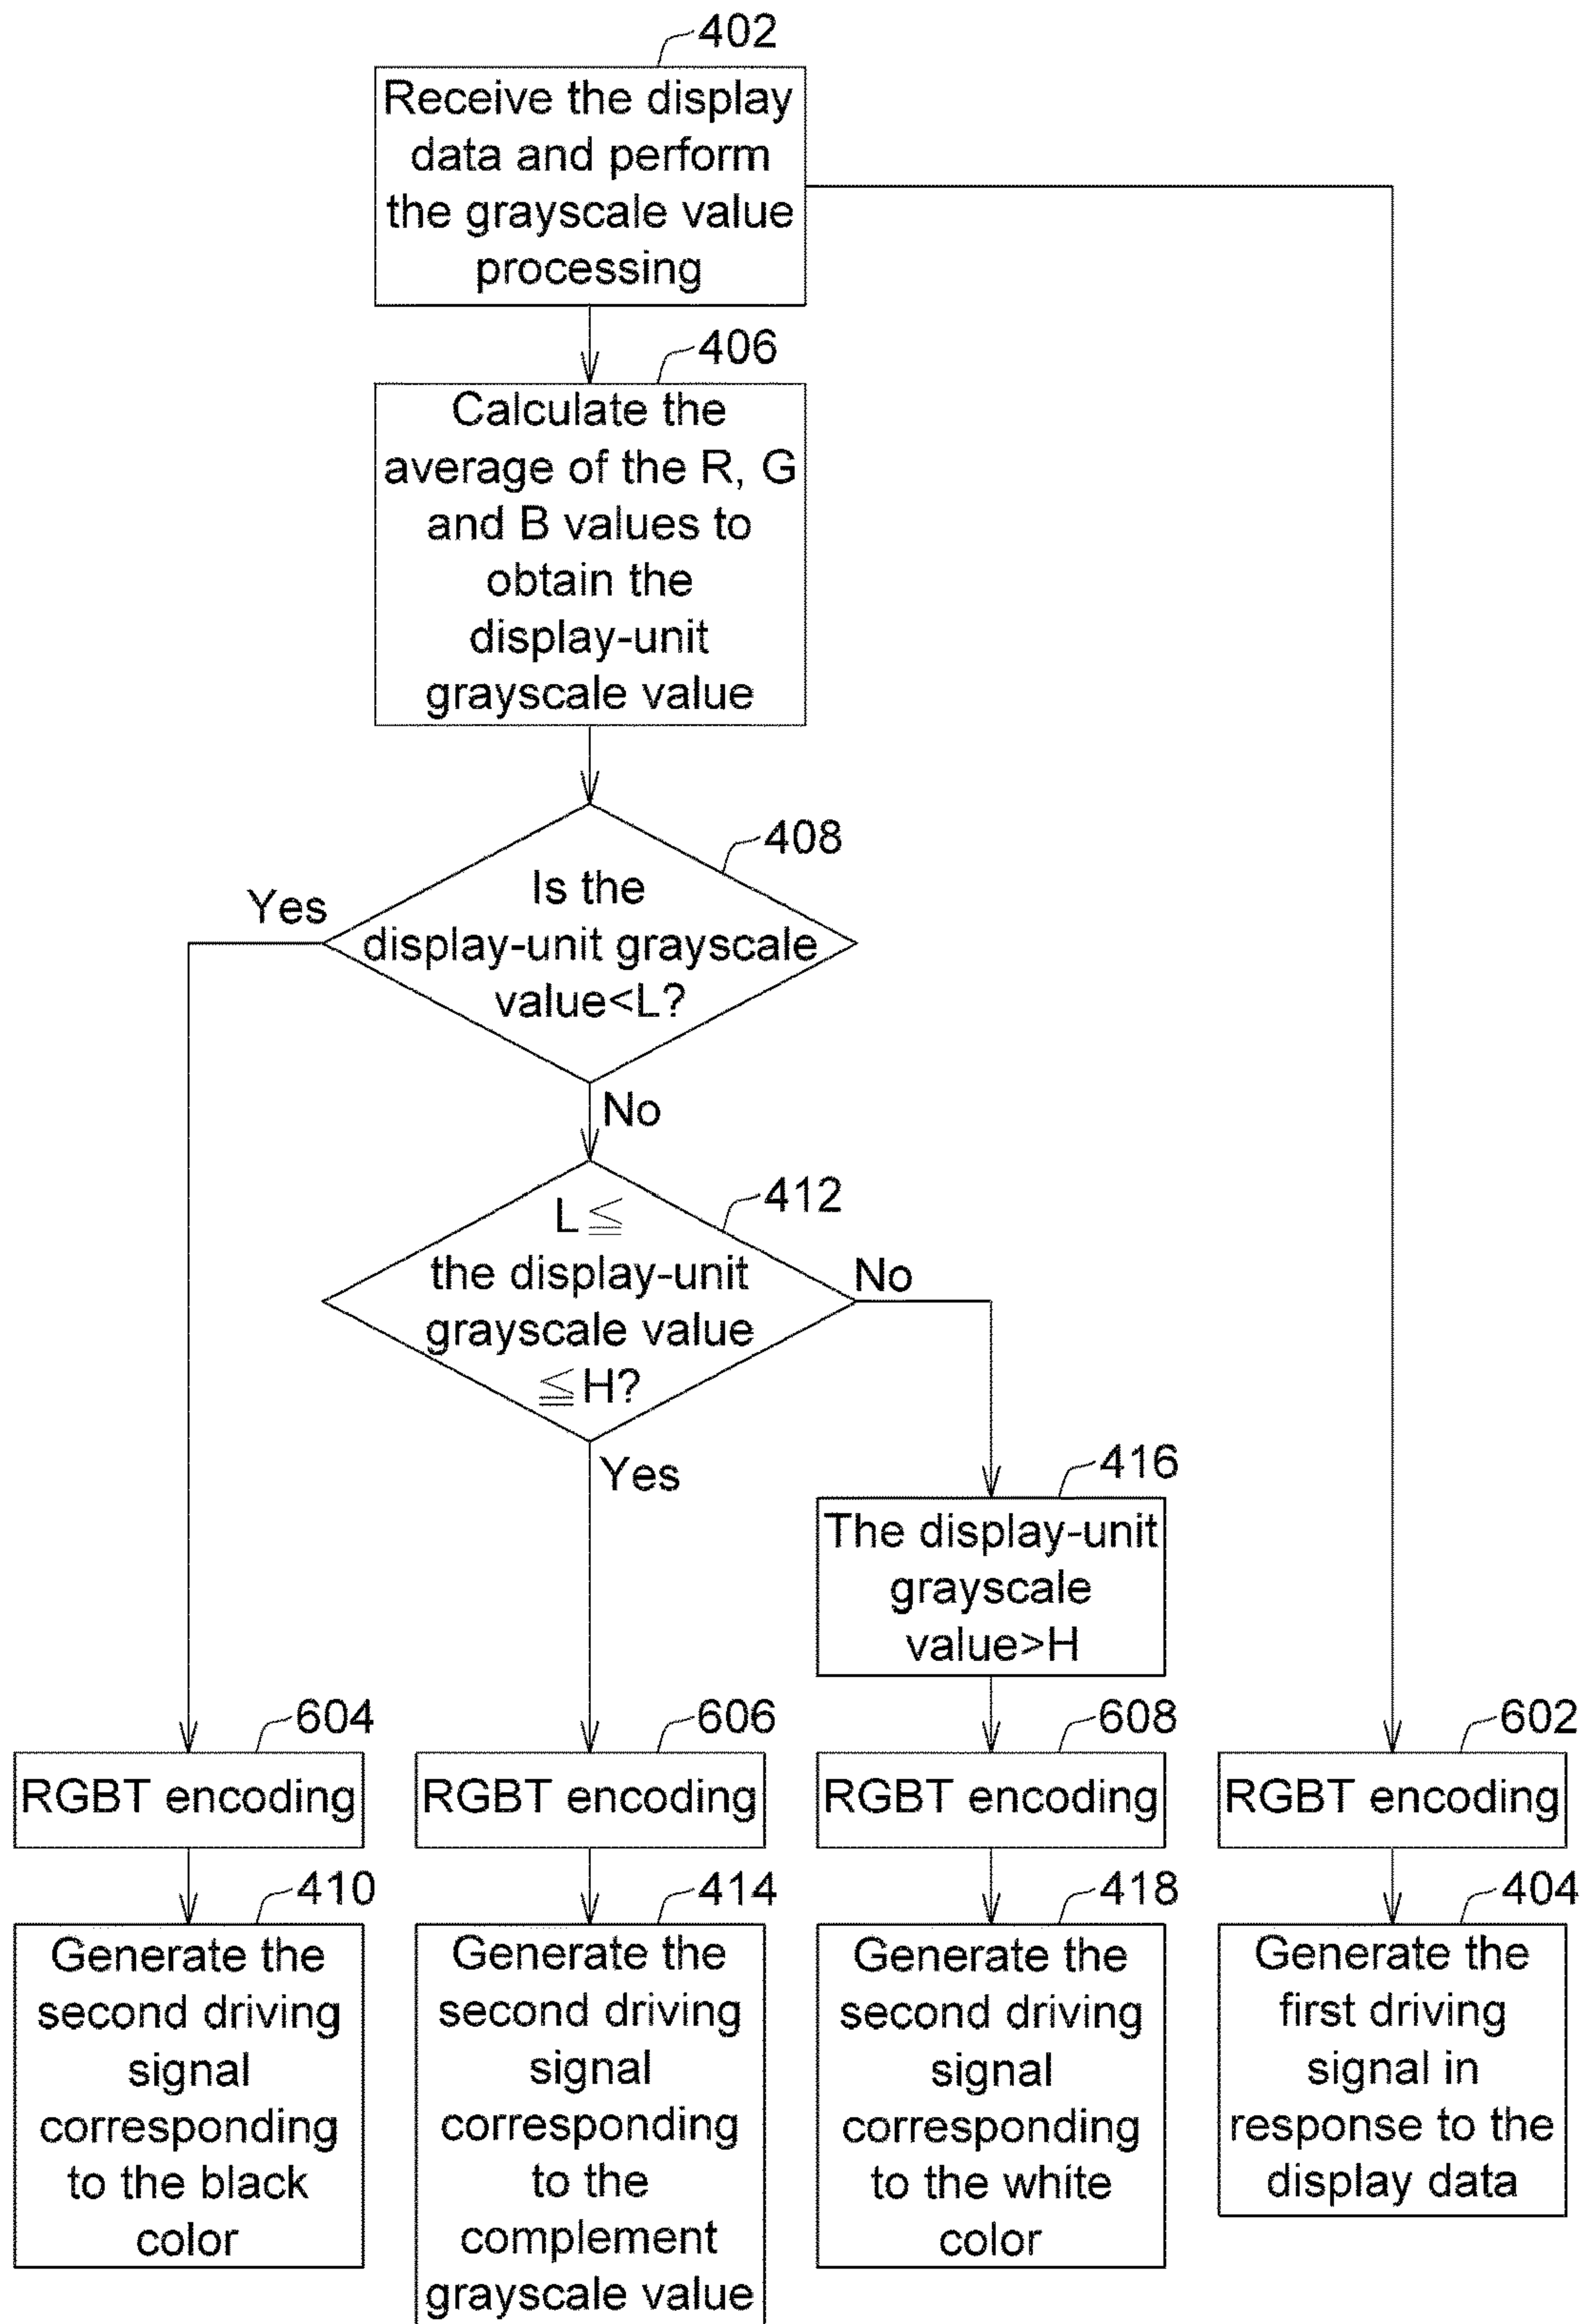 402
Receive the display
data and perform
the grayscale value
processing
406
Calculate the
average of the R, G
and B values to
obtain the
display-unit
grayscale value
408
Is the
display-unit grayscale
value<L?
Yes
No
412
L ≦
the display-unit
grayscale value
≦ H?
No
Yes
416
The display-unit
grayscale
value>H
604
RGBT encoding
606
RGBT encoding
608
RGBT encoding
602
RGBT encoding
410
Generate the
second driving
signal
corresponding
to the black
color
414
Generate the
second driving
signal
corresponding
to the
complement
grayscale value
418
Generate the
second driving
signal
corresponding
to the white
color
404
Generate the
first driving
signal in
response to the
display data